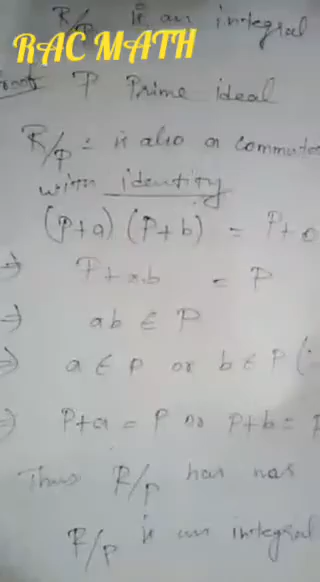 R/P is an integral
RAC MATH
P Prime ideal
R/P = is also a commutat
with identity
(P+a) (P+b) = P+0
⇒ P+ab = P
⇒ ab ∈ P
⇒ a ∈ P or b ∈ P (
⇒ P+a = P or P+b = P
Thus R/P has
R/P is an integral